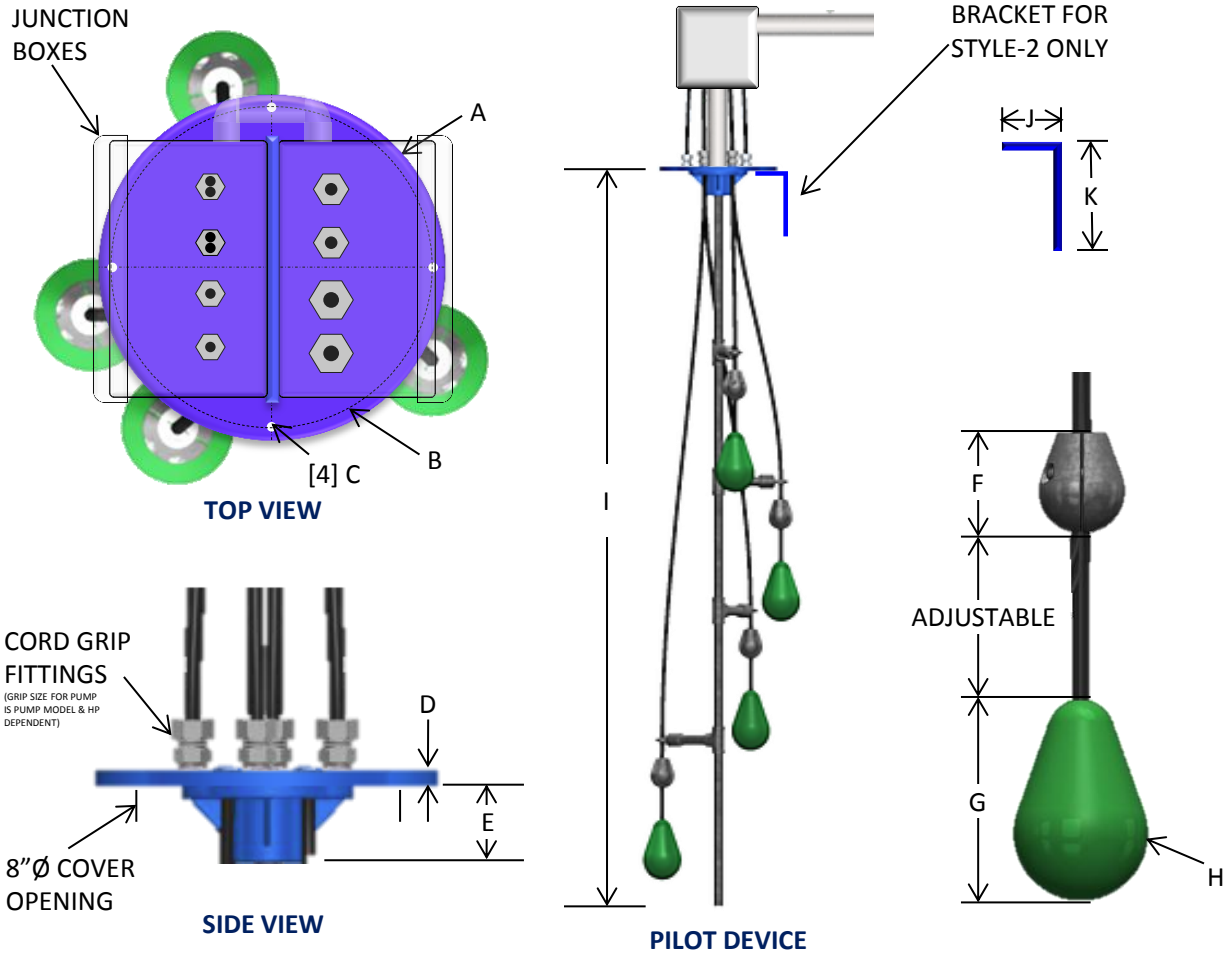 JUNCTION
BOXES
A
B
[4] C
TOP VIEW
CORD GRIP
FITTINGS
(GRIP SIZE FOR PUMP
IS PUMP MODEL & HP
DEPENDENT)
D
E
8”Ø COVER
OPENING
SIDE VIEW
BRACKET FOR
STYLE-2 ONLY
I
PILOT DEVICE
J
K
F
ADJUSTABLE
G
H